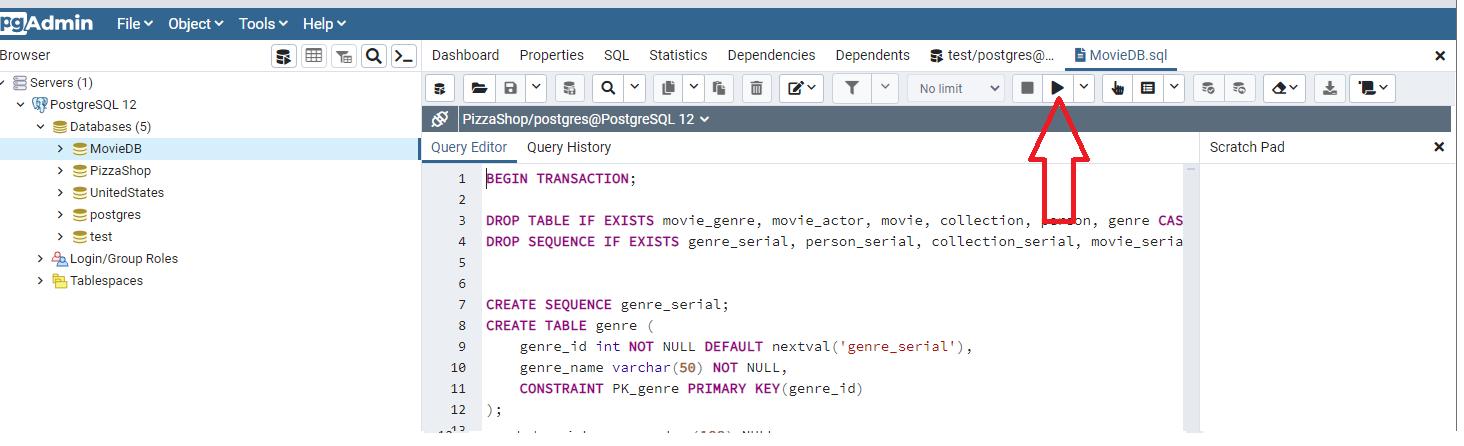 pgAdmin File Object Tools Help
Browser
Servers (1)
PostgreSQL 12
Databases (5)
MovieDB
PizzaShop
UnitedStates
postgres
test
Login/Group Roles
Tablespaces
Dashboard Properties SQL Statistics Dependencies Dependents test/postgres@... MovieDB.sql
No limit
PizzaShop/postgres@PostgreSQL 12
Query Editor Query History
Scratch Pad
1 BEGIN TRANSACTION;
2
3 DROP TABLE IF EXISTS movie_genre, movie_actor, movie, collection, person, genre CAS
4 DROP SEQUENCE IF EXISTS genre_serial, person_serial, collection_serial, movie_seria
5
6
7 CREATE SEQUENCE genre_serial;
8 CREATE TABLE genre (
9 genre_id int NOT NULL DEFAULT nextval('genre_serial'),
10 genre_name varchar(50) NOT NULL,
11 CONSTRAINT PK_genre PRIMARY KEY(genre_id)
12 );
13